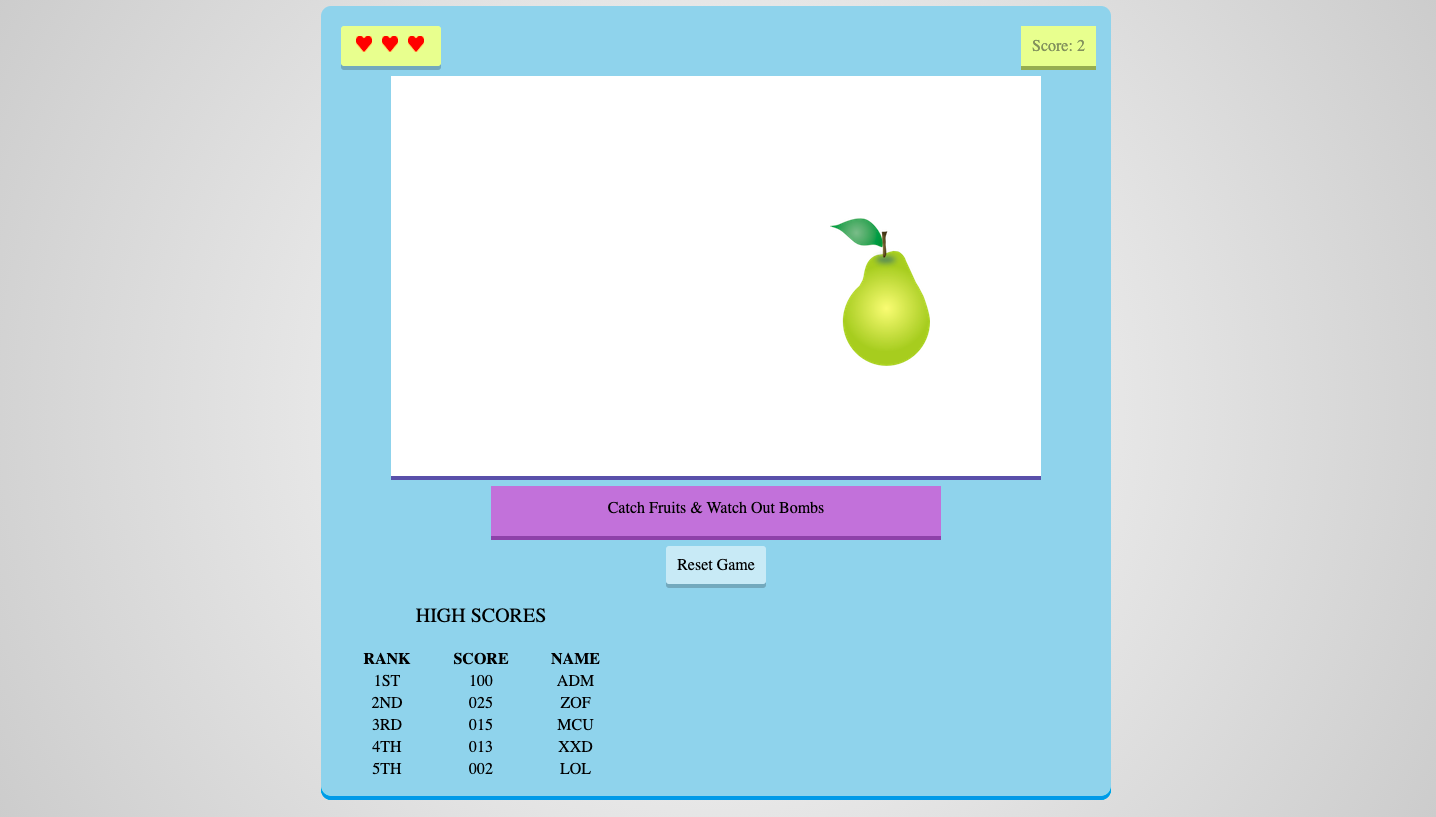 Score: 2
Catch Fruits & Watch Out Bombs
Reset Game
HIGH SCORES
RANK SCORE NAME
1ST 100 ADM
2ND 025 ZOF
3RD 015 MCU
4TH 013 XXD
5TH 002 LOL